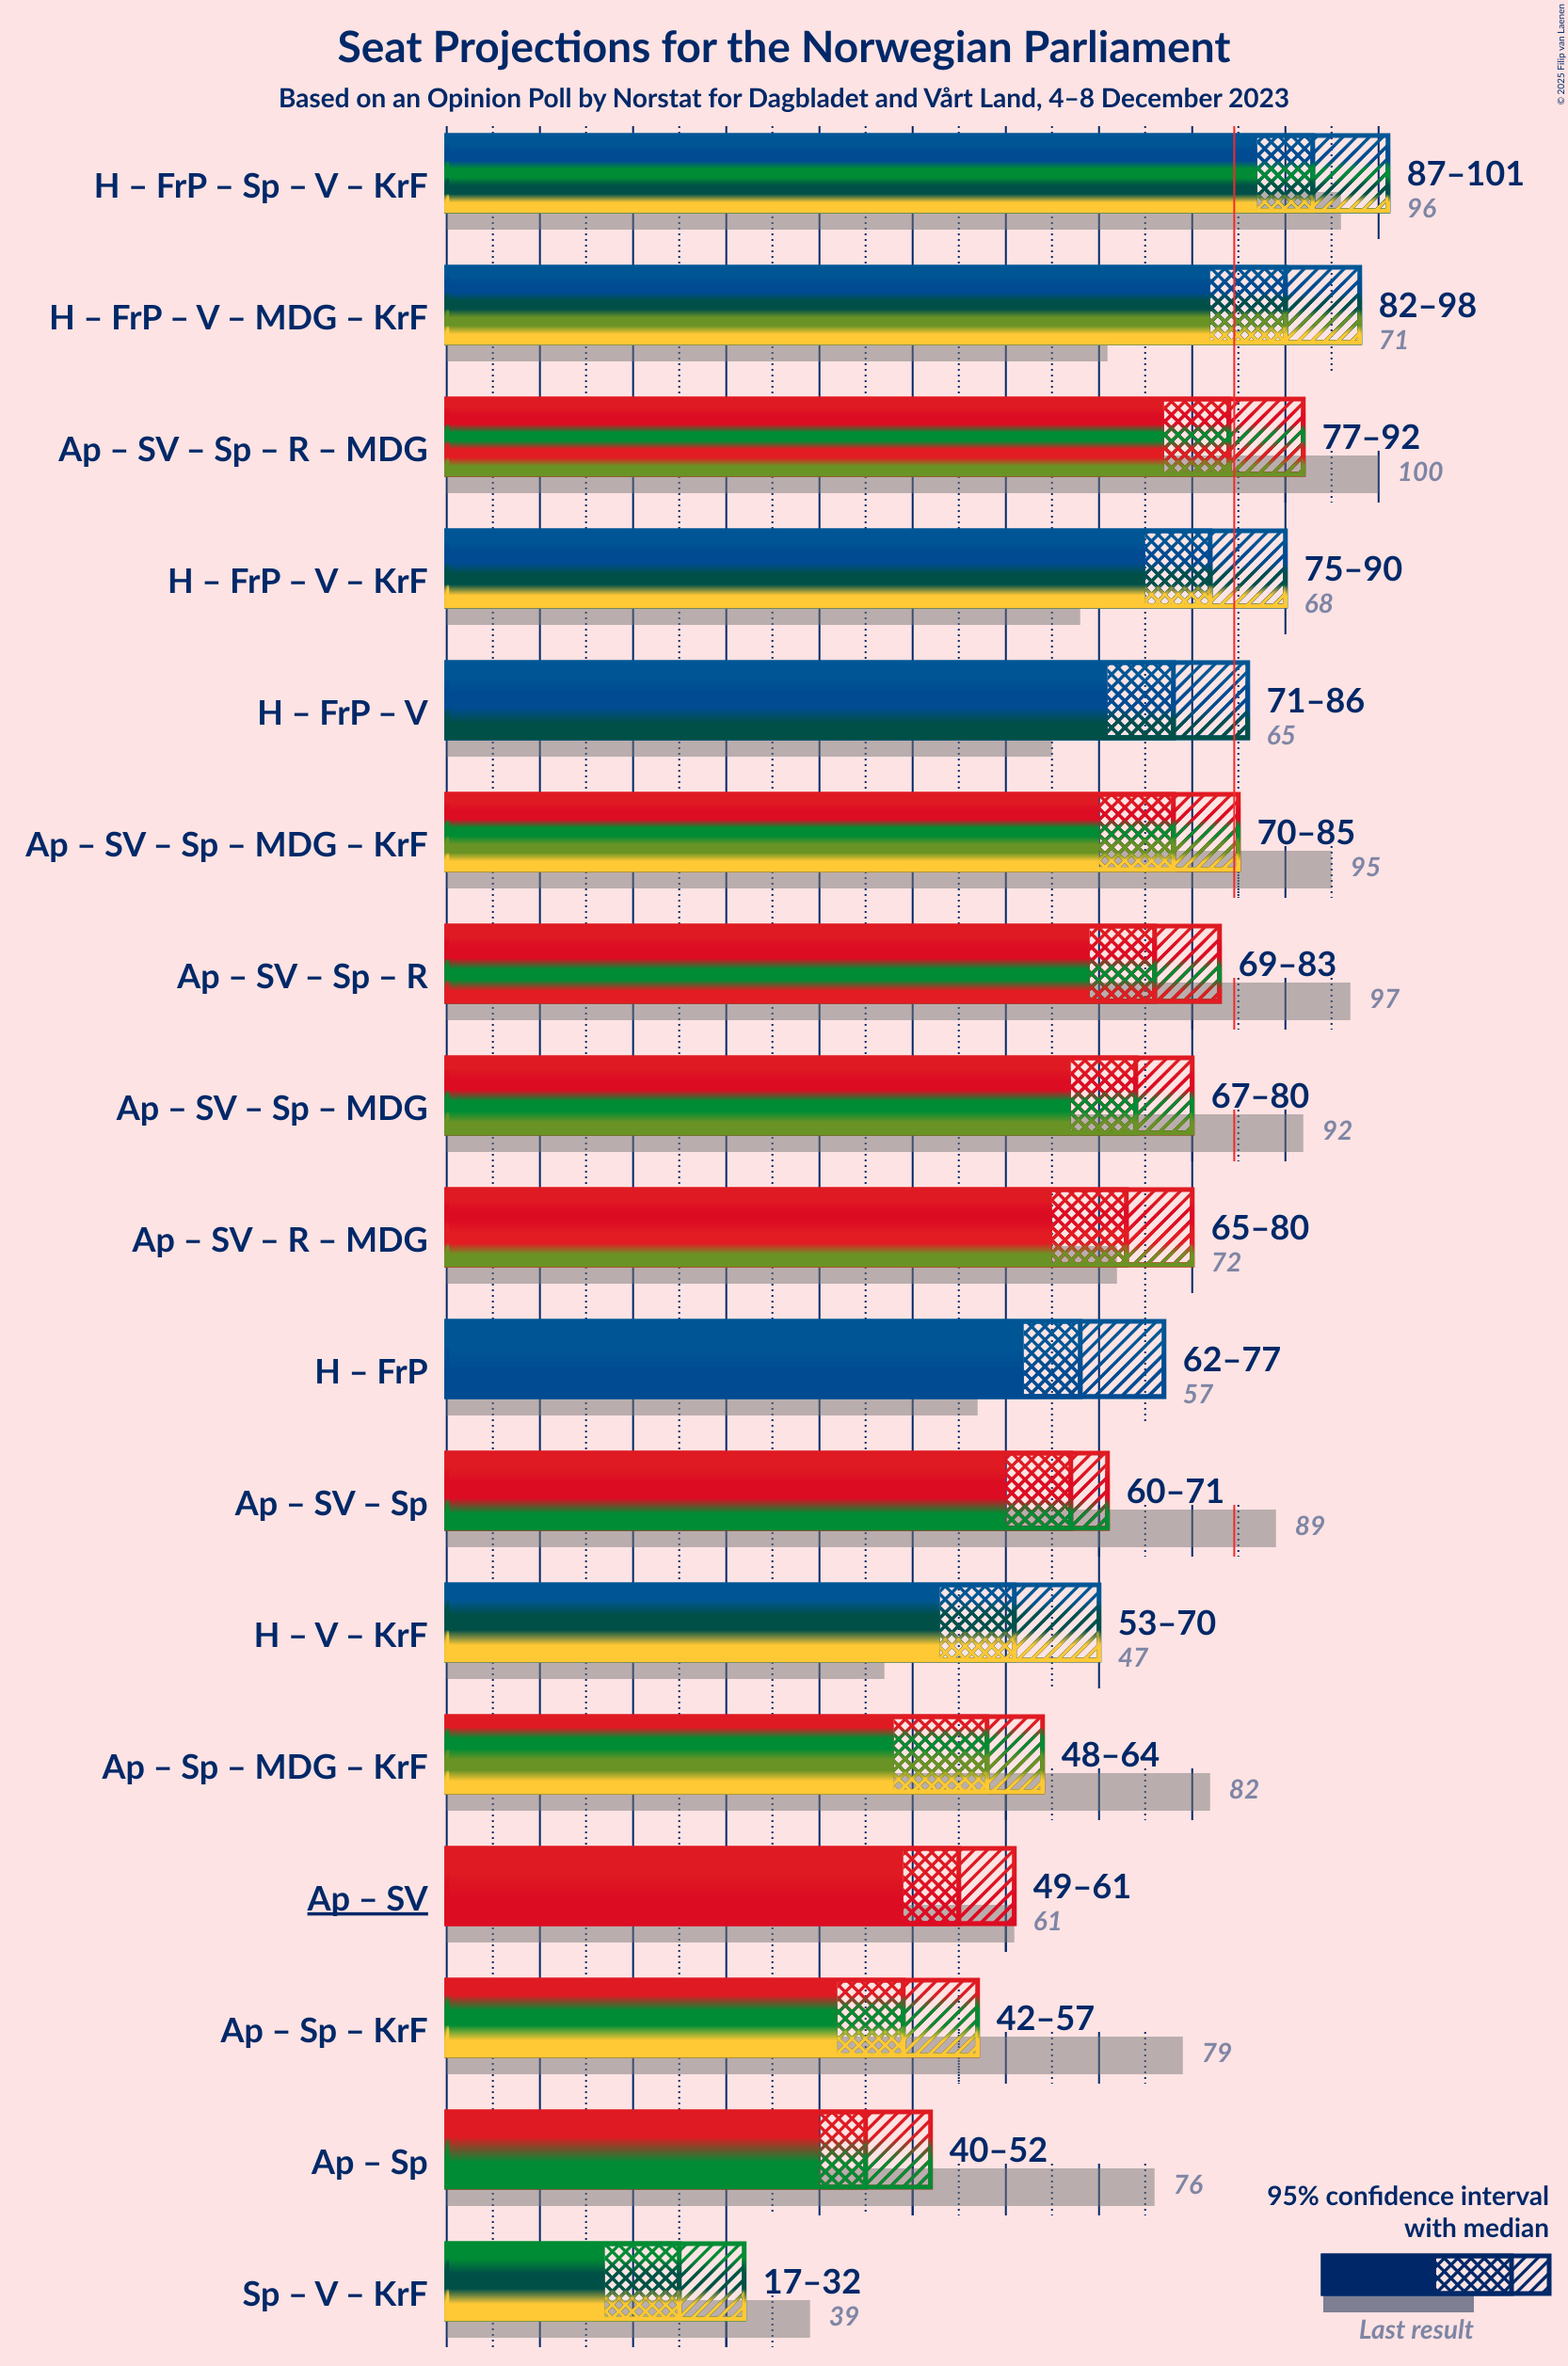 Seat Projections for the Norwegian Parliament
Based on an Opinion Poll by Norstat for Dagbladet and Vårt Land, 4–8 December 2023
© 2025 Filip van Laenen
H – FrP – Sp – V – KrF
87–101
96
H – FrP – V – MDG – KrF
82–98
71
Ap – SV – Sp – R – MDG
77–92
100
H – FrP – V – KrF
75–90
68
H – FrP – V
71–86
65
Ap – SV – Sp – MDG – KrF
70–85
95
Ap – SV – Sp – R
69–83
97
Ap – SV – Sp – MDG
67–80
92
Ap – SV – R – MDG
65–80
72
H – FrP
62–77
57
Ap – SV – Sp
60–71
89
H – V – KrF
53–70
47
Ap – Sp – MDG – KrF
48–64
82
Ap – SV
49–61
61
Ap – Sp – KrF
42–57
79
Ap – Sp
40–52
76
Sp – V – KrF
17–32
39
95% confidence interval
with median
Last result